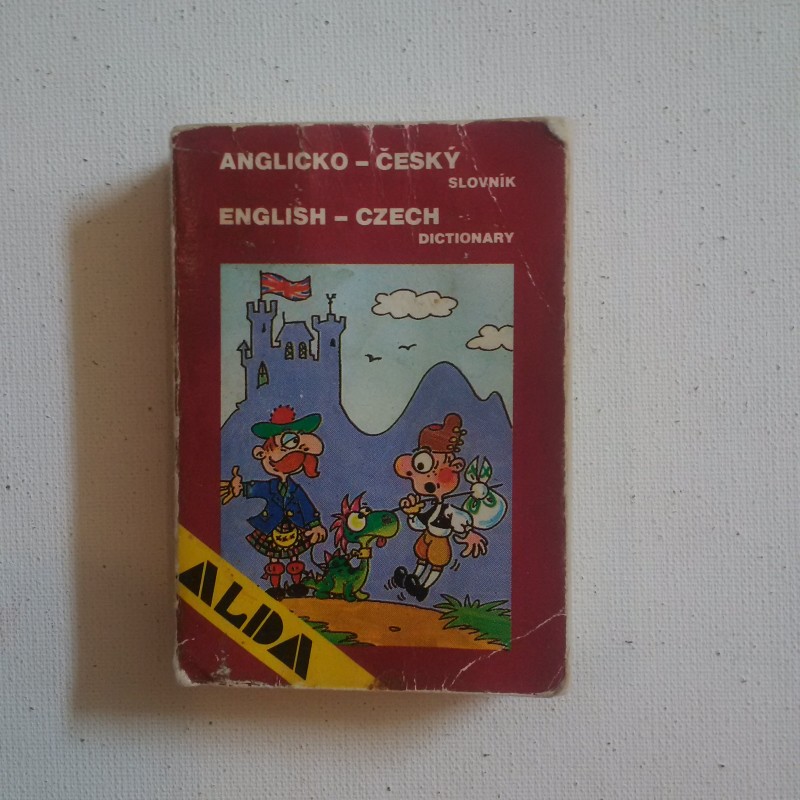 ANGLICKO – ČESKÝ
SLOVNÍK
ENGLISH – CZECH
DICTIONARY
ALDA